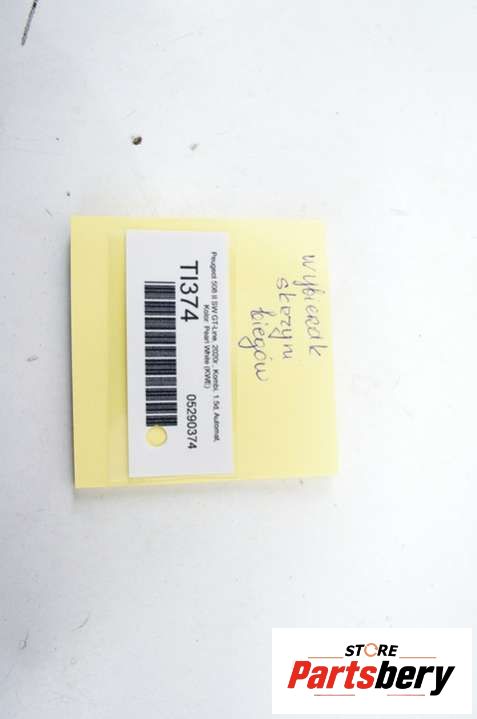 wybierak
skrzyni
biegów
Peugeot 508 II SW GT-Line, 2020r., Kombi, 1.5d, Automat,
Kolor: Pearl White (KWE)
TI374
05290374
STORE
Partsbery